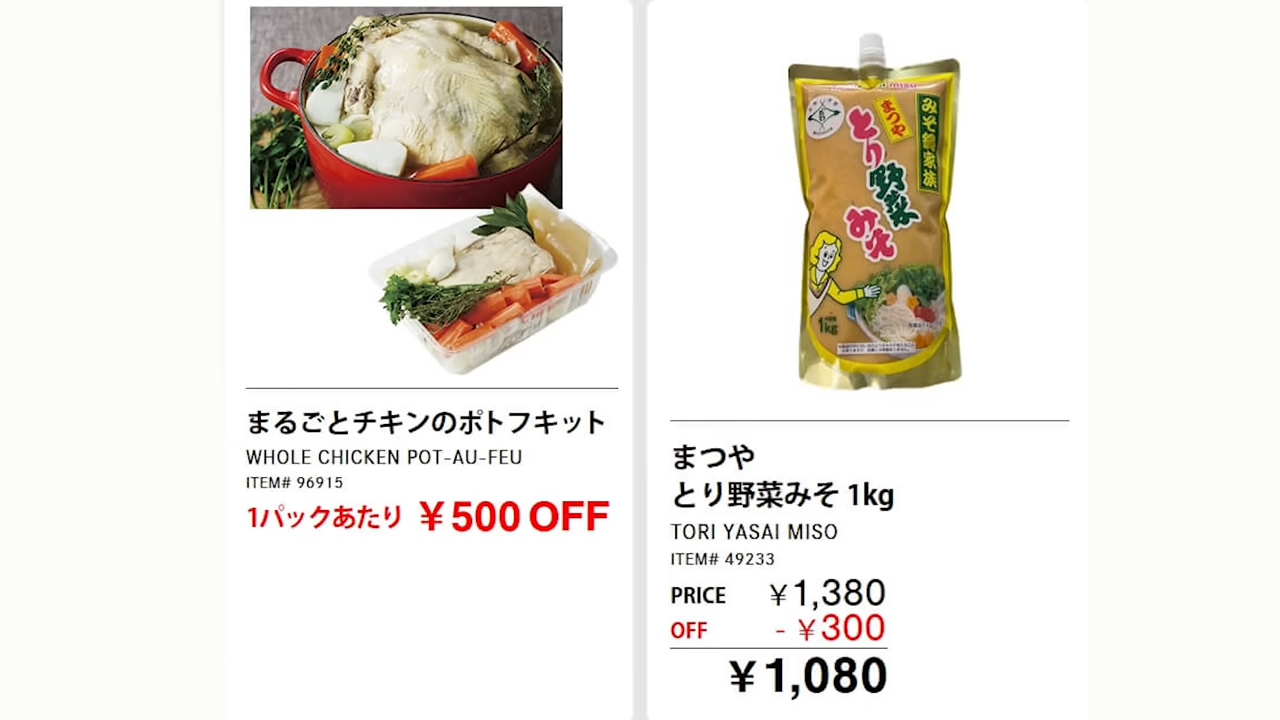 まるごとチキンのポトフキット
WHOLE CHICKEN POT-AU-FEU
ITEM# 96915
1パックあたり ¥500 OFF
みそ鍋家族
まつや
とり野菜みそ
1kg
まつや
とり野菜みそ 1kg
TORI YASAI MISO
ITEM# 49233
PRICE ¥1,380
OFF - ¥300
¥1,080